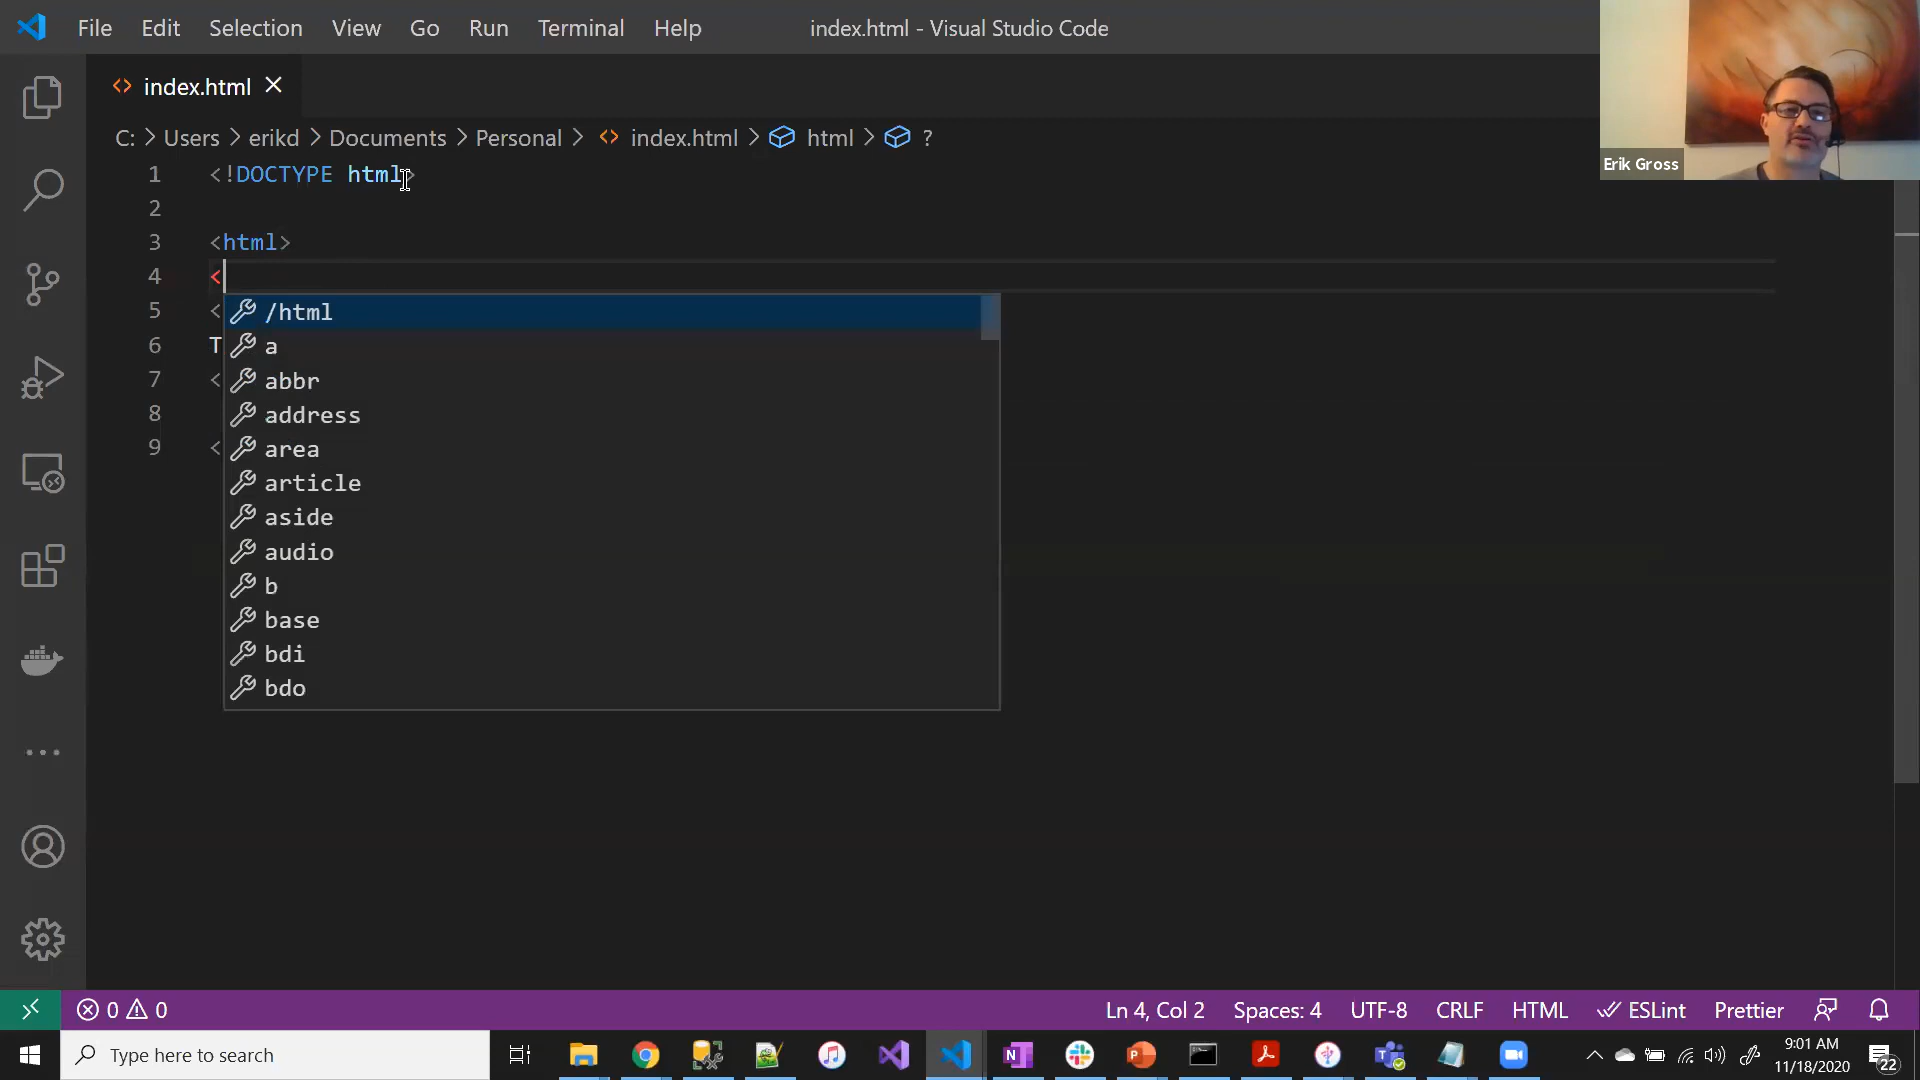 File Edit Selection View Go Run Terminal Help index.html - Visual Studio Code
index.html
Erik Gross
C: > Users > erikd > Documents > Personal > index.html > html > ?
1 <!DOCTYPE html>
2
3 <html>
4 <
5 <
6 T
7 <
8
9 <
/html
a
abbr
address
area
article
aside
audio
b
base
bdi
bdo
0 0 Ln 4, Col 2 Spaces: 4 UTF-8 CRLF HTML ESLint Prettier
Type here to search
9:01 AM
11/18/2020
22